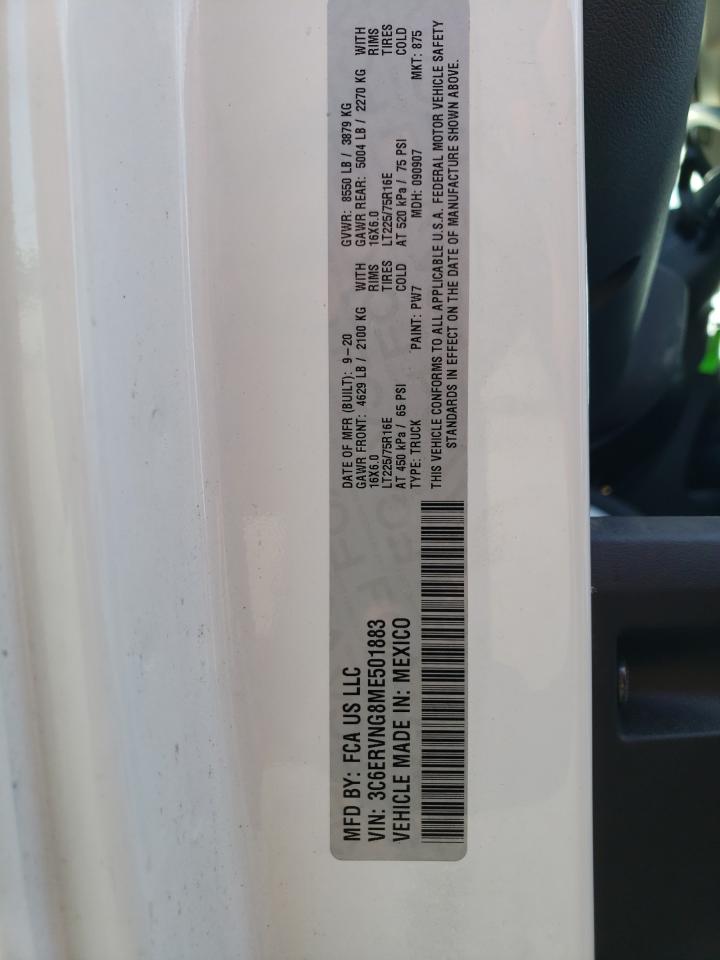 MFD BY: FCA US LLC
VIN: 3C6ERVNG8ME501883
VEHICLE MADE IN: MEXICO
DATE OF MFR (BUILT): 9-20 GVWR: 8550 LB / 3879 KG
GAWR FRONT: 4629 LB / 2100 KG WITH GAWR REAR: 5004 LB / 2270 KG WITH
16X6.0 RIMS 16X6.0 RIMS
LT225/75R16E TIRES LT225/75R16E TIRES
AT 450 kPa / 65 PSI COLD AT 520 kPa / 75 PSI COLD
TYPE: TRUCK PAINT: PW7 MDH: 090907 MKT: 875
THIS VEHICLE CONFORMS TO ALL APPLICABLE U.S.A. FEDERAL MOTOR VEHICLE SAFETY
STANDARDS IN EFFECT ON THE DATE OF MANUFACTURE SHOWN ABOVE.